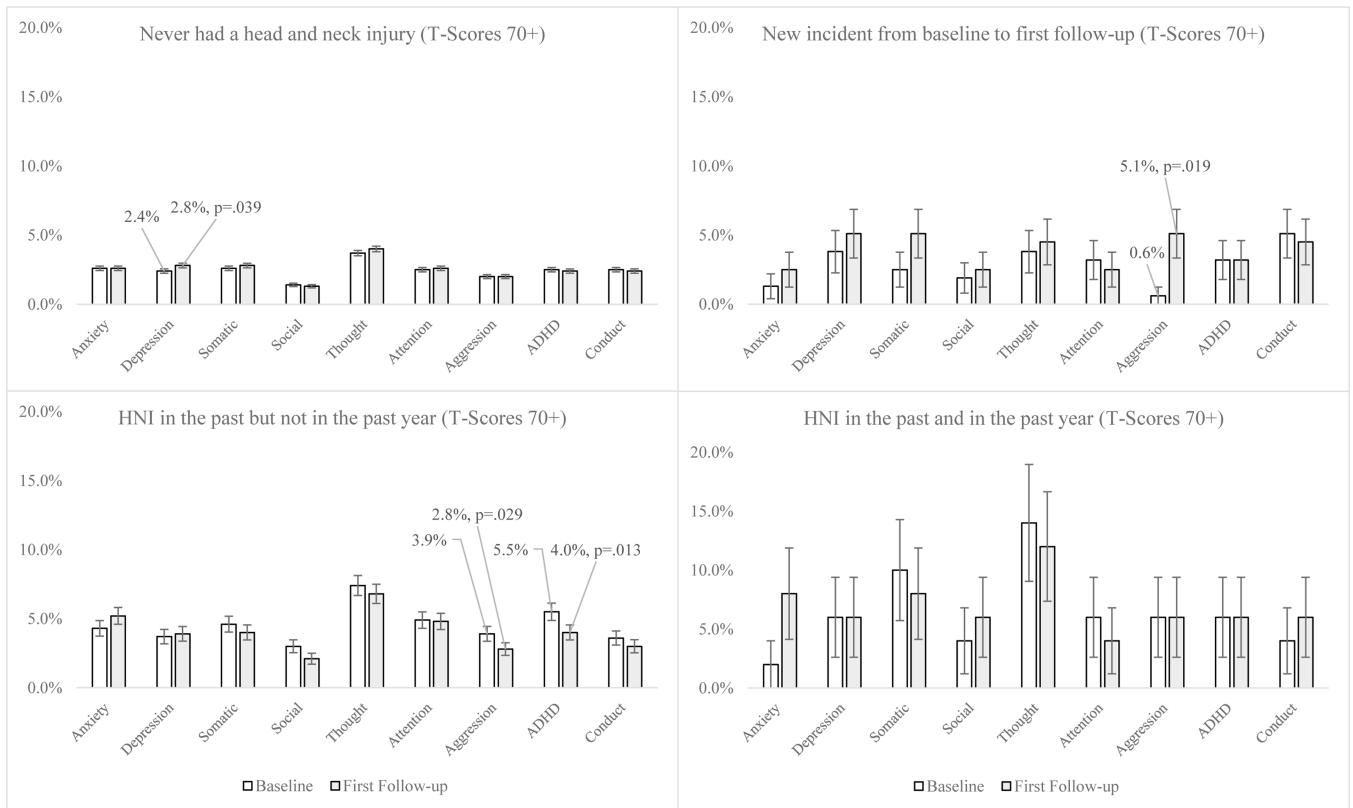 Never had a head and neck injury (T-Scores 70+)
20.0%
15.0%
10.0%
5.0%
0.0%
2.4%
2.8%, p=.039
Anxiety
Depression
Somatic
Social
Thought
Attention
Aggression
ADHD
Conduct
New incident from baseline to first follow-up (T-Scores 70+)
20.0%
15.0%
10.0%
5.0%
0.0%
5.1%, p=.019
0.6%
Anxiety
Depression
Somatic
Social
Thought
Attention
Aggression
ADHD
Conduct
HNI in the past but not in the past year (T-Scores 70+)
20.0%
15.0%
10.0%
5.0%
0.0%
2.8%, p=.029
3.9%
5.5%
4.0%, p=.013
Anxiety
Depression
Somatic
Social
Thought
Attention
Aggression
ADHD
Conduct
Baseline
First Follow-up
HNI in the past and in the past year (T-Scores 70+)
20.0%
15.0%
10.0%
5.0%
0.0%
Anxiety
Depression
Somatic
Social
Thought
Attention
Aggression
ADHD
Conduct
Baseline
First Follow-up